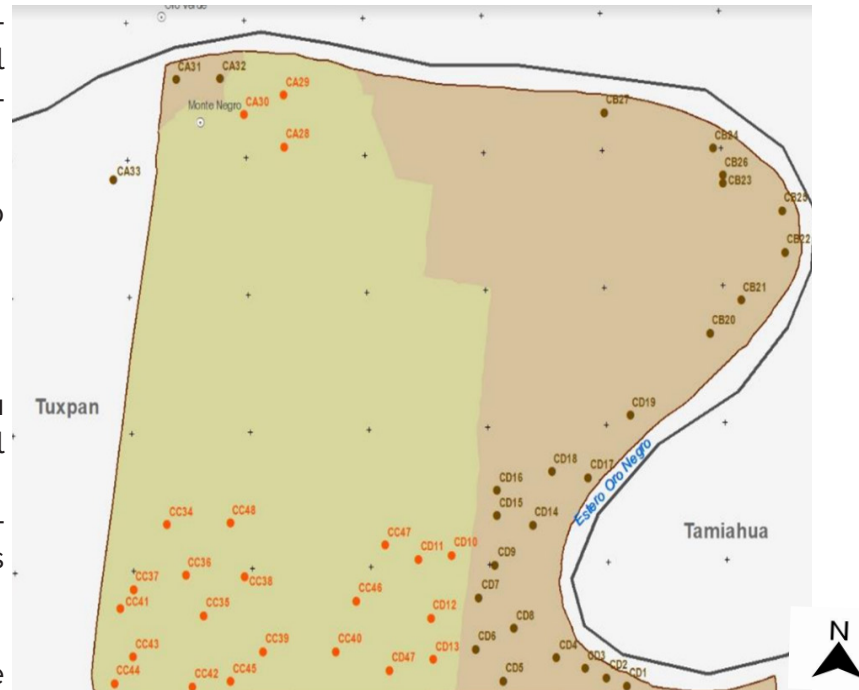 Oro Verde
CA31
CA32
CA29
Monte Negro
CA30
CA28
CA33
CB27
CB24
CB26
CB23
CB25
CB22
CB21
CB20
Tuxpan
CD19
CD18
CD17
CD16
CD15
CD14
Estero Oro Negro
Tamiahua
CC34
CC48
CC47
CD11
CD10
CD9
CC36
CC38
CC37
CC41
CC35
CC46
CD12
CD7
CD8
CC43
CC39
CC40
CD13
CD47
CD6
CD4
CD3
CD2
CD1
CC44
CC42
CC45
CD5
N